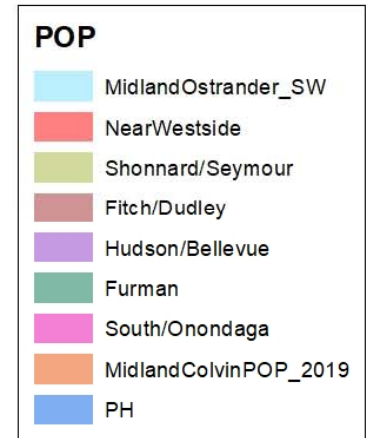 POP
MidlandOstrander_SW
NearWestside
Shonnard/Seymour
Fitch/Dudley
Hudson/Bellevue
Furman
South/Onondaga
MidlandColvinPOP_2019
PH